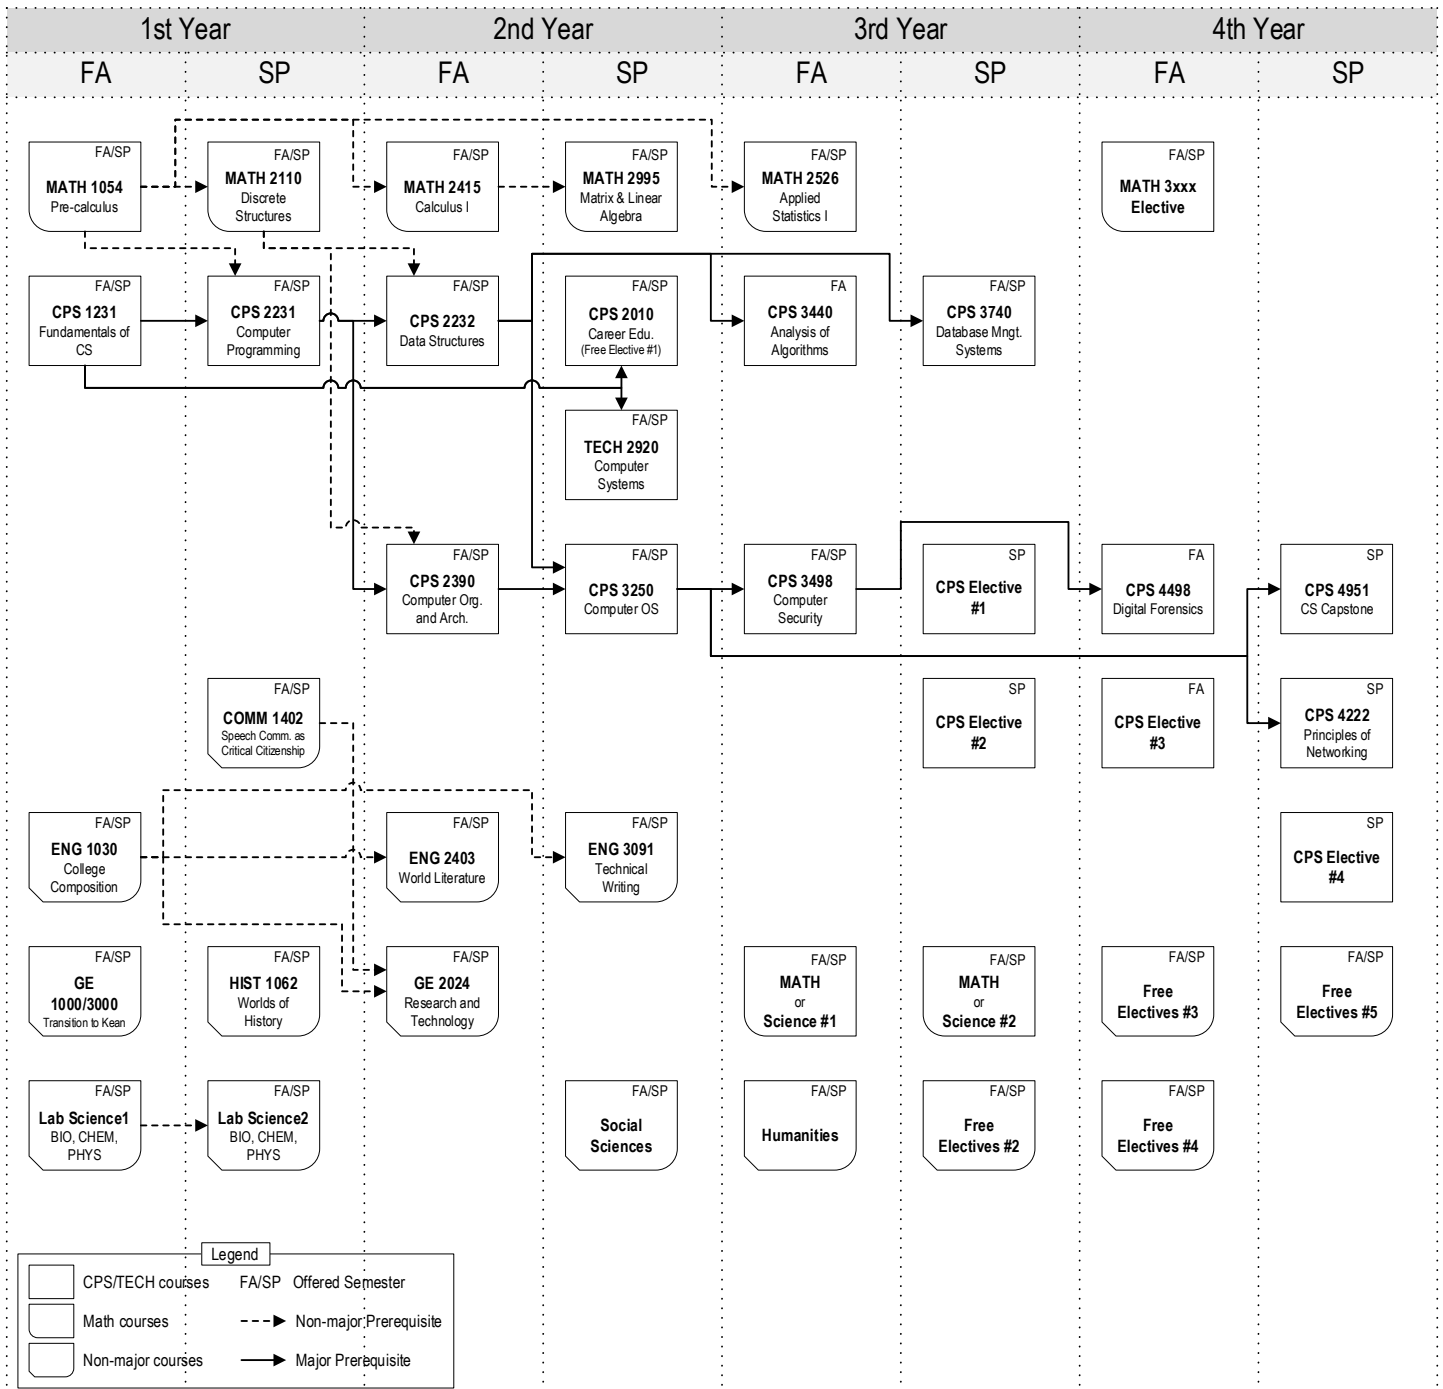 1st Year
2nd Year
3rd Year
4th Year
FA
SP
FA
SP
FA
SP
FA
SP
FA/SP
MATH 1054
Pre-calculus
FA/SP
MATH 2110
Discrete
Structures
FA/SP
MATH 2415
Calculus I
FA/SP
MATH 2995
Matrix & Linear
Algebra
FA/SP
MATH 2526
Applied
Statistics I
FA/SP
MATH 3xxx
Elective
FA/SP
CPS 1231
Fundamentals of
CS
FA/SP
CPS 2231
Computer
Programming
FA/SP
CPS 2232
Data Structures
FA/SP
CPS 2010
Career Edu.
(Free Elective #1)
FA
CPS 3440
Analysis of
Algorithms
FA/SP
CPS 3740
Database Mngt.
Systems
FA/SP
TECH 2920
Computer
Systems
FA/SP
CPS 2390
Computer Org.
and Arch.
FA/SP
CPS 3250
Computer OS
FA/SP
CPS 3498
Computer
Security
SP
CPS Elective
#1
FA
CPS 4498
Digital Forensics
SP
CPS 4951
CS Capstone
FA/SP
COMM 1402
Speech Comm. as
Critical Citizenship
SP
CPS Elective
#2
FA
CPS Elective
#3
SP
CPS 4222
Principles of
Networking
FA/SP
ENG 1030
College
Composition
FA/SP
ENG 2403
World Literature
FA/SP
ENG 3091
Technical
Writing
SP
CPS Elective
#4
FA/SP
GE
1000/3000
Transition to Kean
FA/SP
HIST 1062
Worlds of
History
FA/SP
GE 2024
Research and
Technology
FA/SP
MATH
or
Science #1
FA/SP
MATH
or
Science #2
FA/SP
Free
Electives #3
FA/SP
Free
Electives #5
FA/SP
Lab Science1
BIO, CHEM,
PHYS
FA/SP
Lab Science2
BIO, CHEM,
PHYS
FA/SP
Social
Sciences
FA/SP
Humanities
FA/SP
Free
Electives #2
FA/SP
Free
Electives #4
Legend
CPS/TECH courses
FA/SP Offered Semester
Math courses
Non-major Prerequisite
Non-major courses
Major Prerequisite